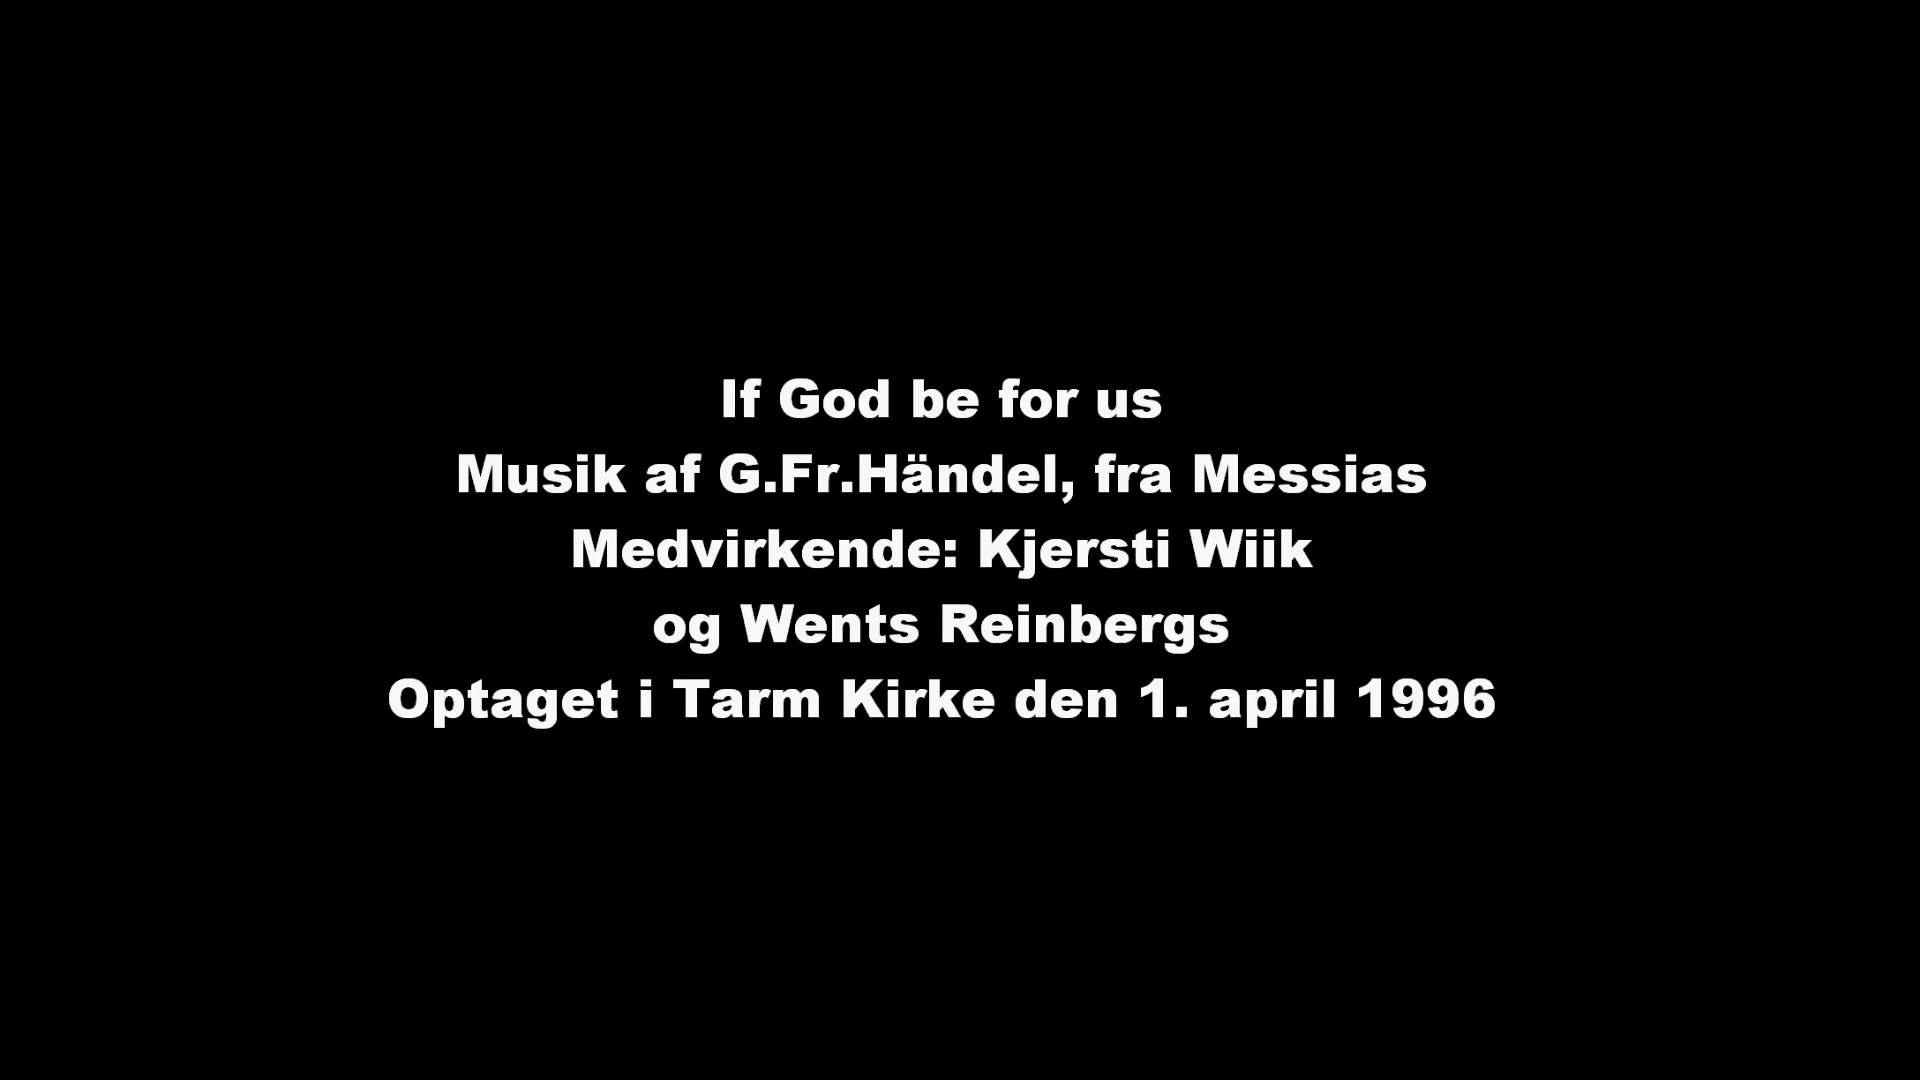 If God be for us
Musik af G.Fr.Händel, fra Messias
Medvirkende: Kjersti Wiik
og Wents Reinbergs
Optaget i Tarm Kirke den 1. april 1996